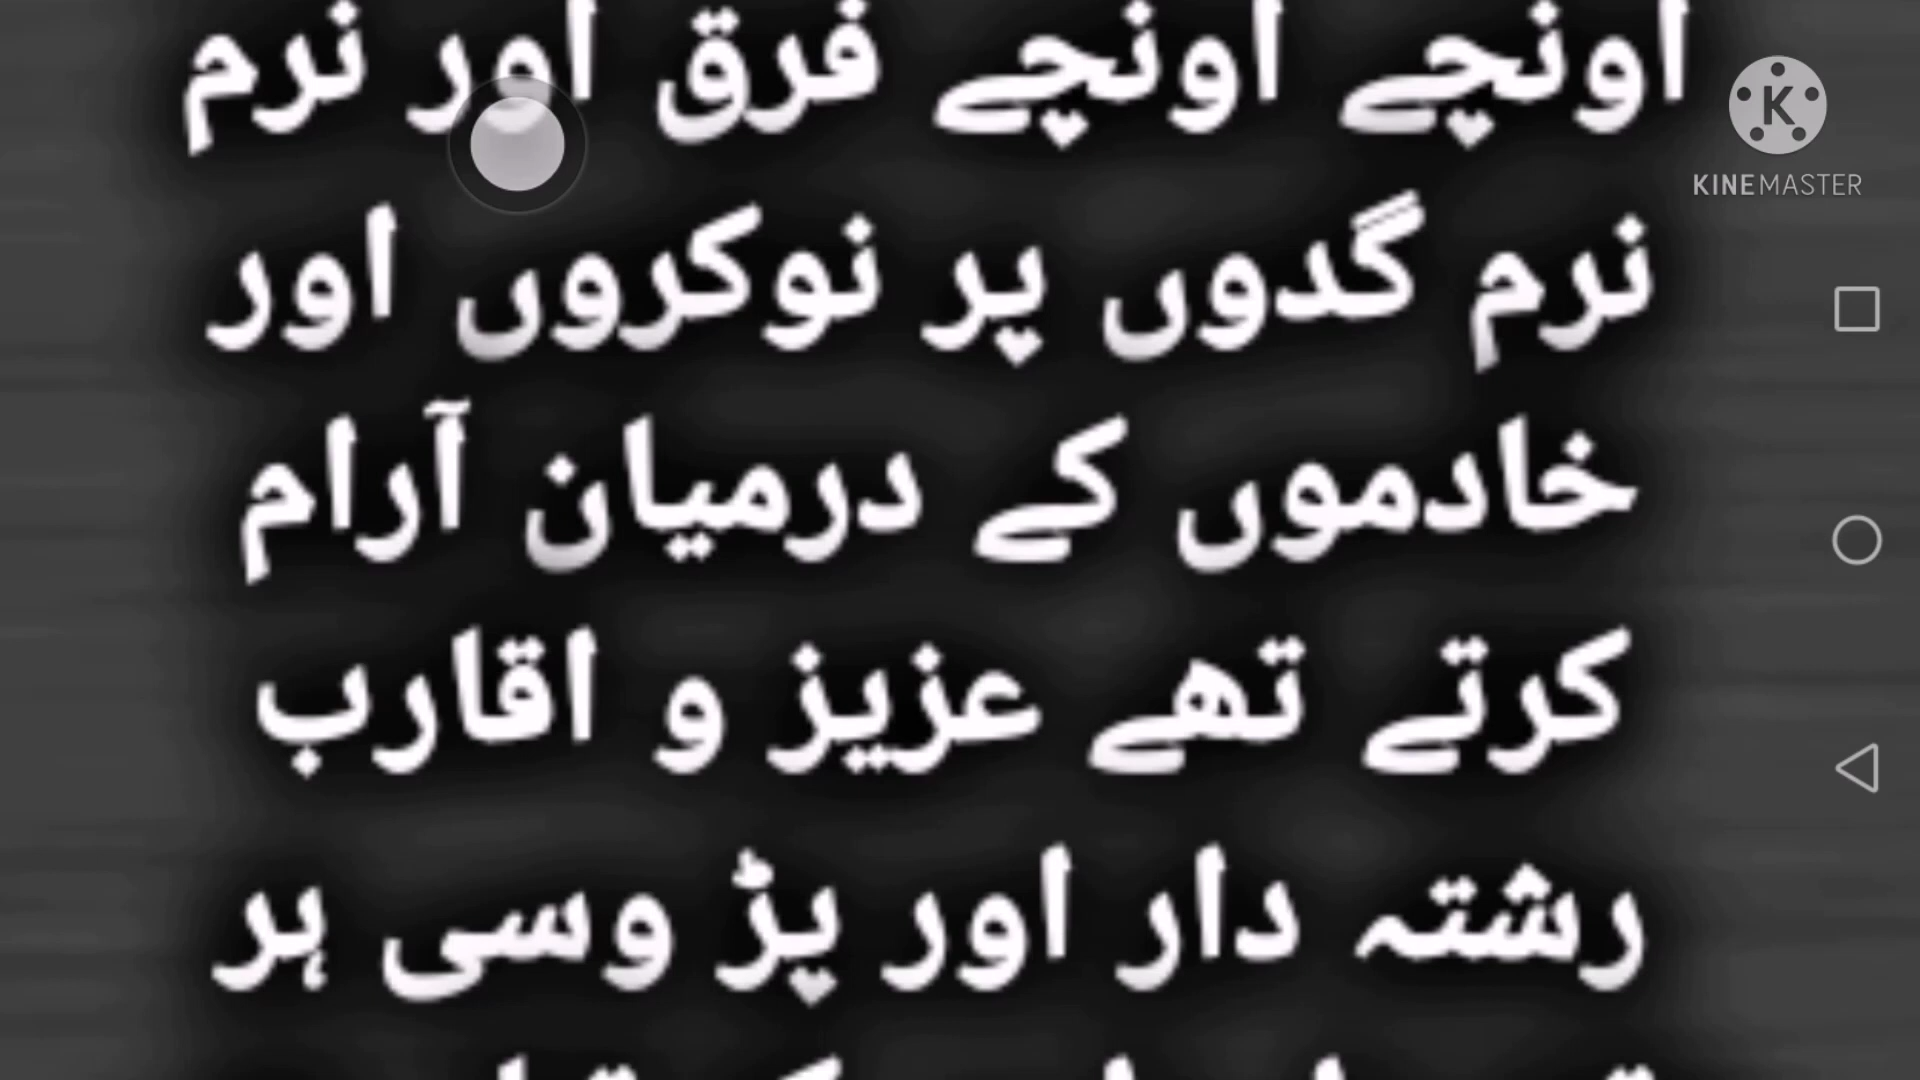 اونچے اونچے فرق اور نرم
نرم گدوں پر نوکروں اور
خادموں کے درمیان آرام
کرتے تھے عزیز و اقارب
رشتہ دار اور پڑ وسی ہر
KINEMASTER